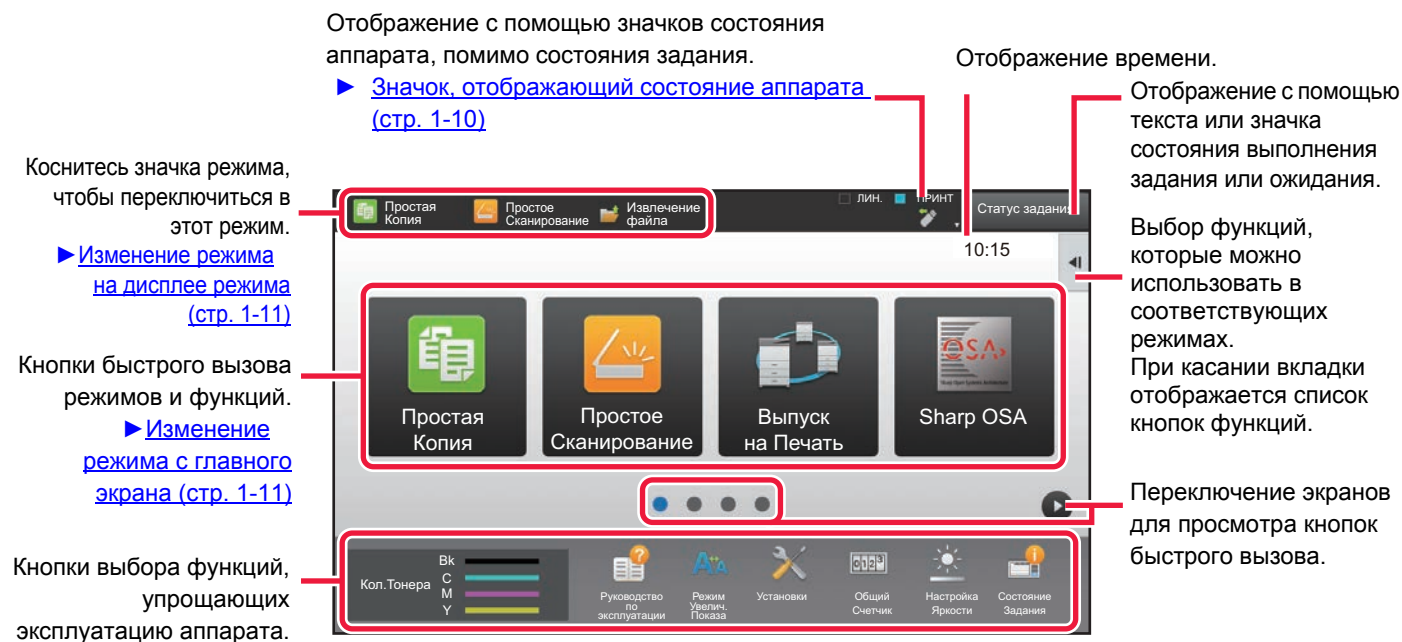 Отображение с помощью значков состояния
аппарата, помимо состояния задания.
► Значок, отображающий состояние аппарата
(стр. 1-10)
Отображение времени.
Отображение с помощью
текста или значка
состояния выполнения
задания или ожидания.
Коснитесь значка режима,
чтобы переключиться в
этот режим.
►Изменение режима
на дисплее режима
(стр. 1-11)
Простая
Копия
Простое
Сканирование
Извлечение
файла
ЛИН.
ПРИНТ
Статус задания
10:15
Выбор функций,
которые можно
использовать в
соответствующих
режимах.
При касании вкладки
отображается список
кнопок функций.
Кнопки быстрого вызова
режимов и функций.
►Изменение
режима с главного
экрана (стр. 1-11)
Простая
Копия
Простое
Сканирование
Выпуск
на Печать
OSA
Sharp Open Systems Architecture
Sharp OSA
Переключение экранов
для просмотра кнопок
быстрого вызова.
Кнопки выбора функций,
упрощающих
эксплуатацию аппарата.
Кол.Тонера
Bk
C
M
Y
Руководство
по
эксплуатации
Режим
Увелич.
Показа
Установки
Общий
Счетчик
Настройка
Яркости
Состояние
Задания